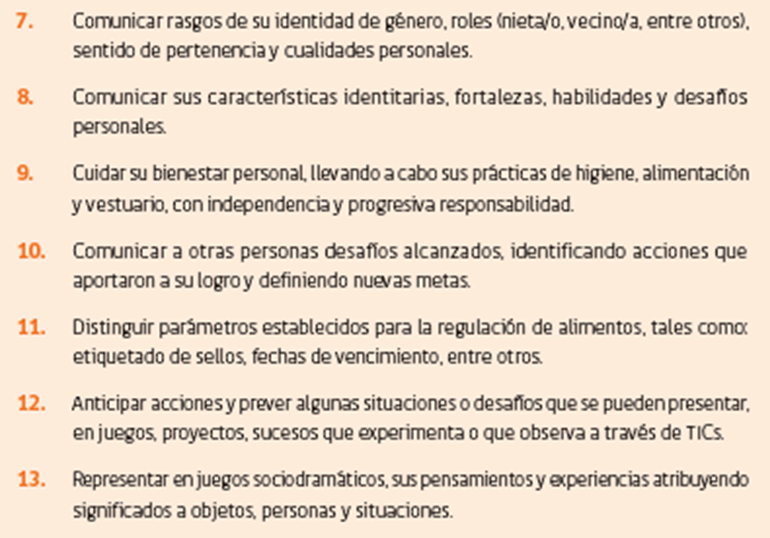 7. Comunicar rasgos de su identidad de género, roles (nieta/o, vecino/a, entre otros),
sentido de pertenencia y cualidades personales.
8. Comunicar sus características identitarias, fortalezas, habilidades y desafíos
personales.
9. Cuidar su bienestar personal, llevando a cabo sus prácticas de higiene, alimentación
y vestuario, con independencia y progresiva responsabilidad.
10. Comunicar a otras personas desafíos alcanzados, identificando acciones que
aportaron a su logro y definiendo nuevas metas.
11. Distinguir parámetros establecidos para la regulación de alimentos, tales como:
etiquetado de sellos, fechas de vencimiento, entre otros.
12. Anticipar acciones y prever algunas situaciones o desafíos que se pueden presentar,
en juegos, proyectos, sucesos que experimenta o que observa a través de TICs.
13. Representar en juegos sociodramáticos, sus pensamientos y experiencias atribuyendo
significados a objetos, personas y situaciones.